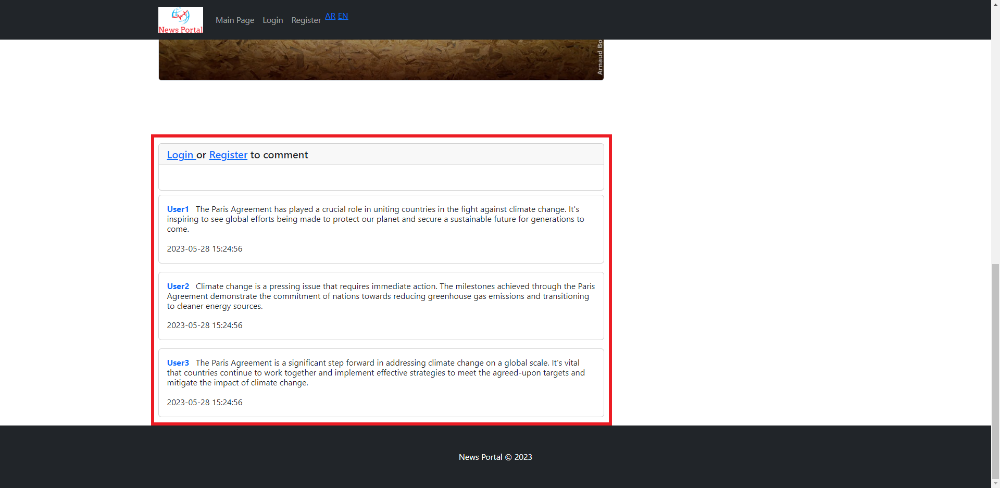 News Portal
Main Page Login Register AR EN
Arnaud Bo
Login or Register to comment
User1 The Paris Agreement has played a crucial role in uniting countries in the fight against climate change. It's
inspiring to see global efforts being made to protect our planet and secure a sustainable future for generations to
come.
2023-05-28 15:24:56
User2 Climate change is a pressing issue that requires immediate action. The milestones achieved through the Paris
Agreement demonstrate the commitment of nations towards reducing greenhouse gas emissions and transitioning
to cleaner energy sources.
2023-05-28 15:24:56
User3 The Paris Agreement is a significant step forward in addressing climate change on a global scale. It's vital
that countries continue to work together and implement effective strategies to meet the agreed-upon targets and
mitigate the impact of climate change.
2023-05-28 15:24:56
News Portal © 2023